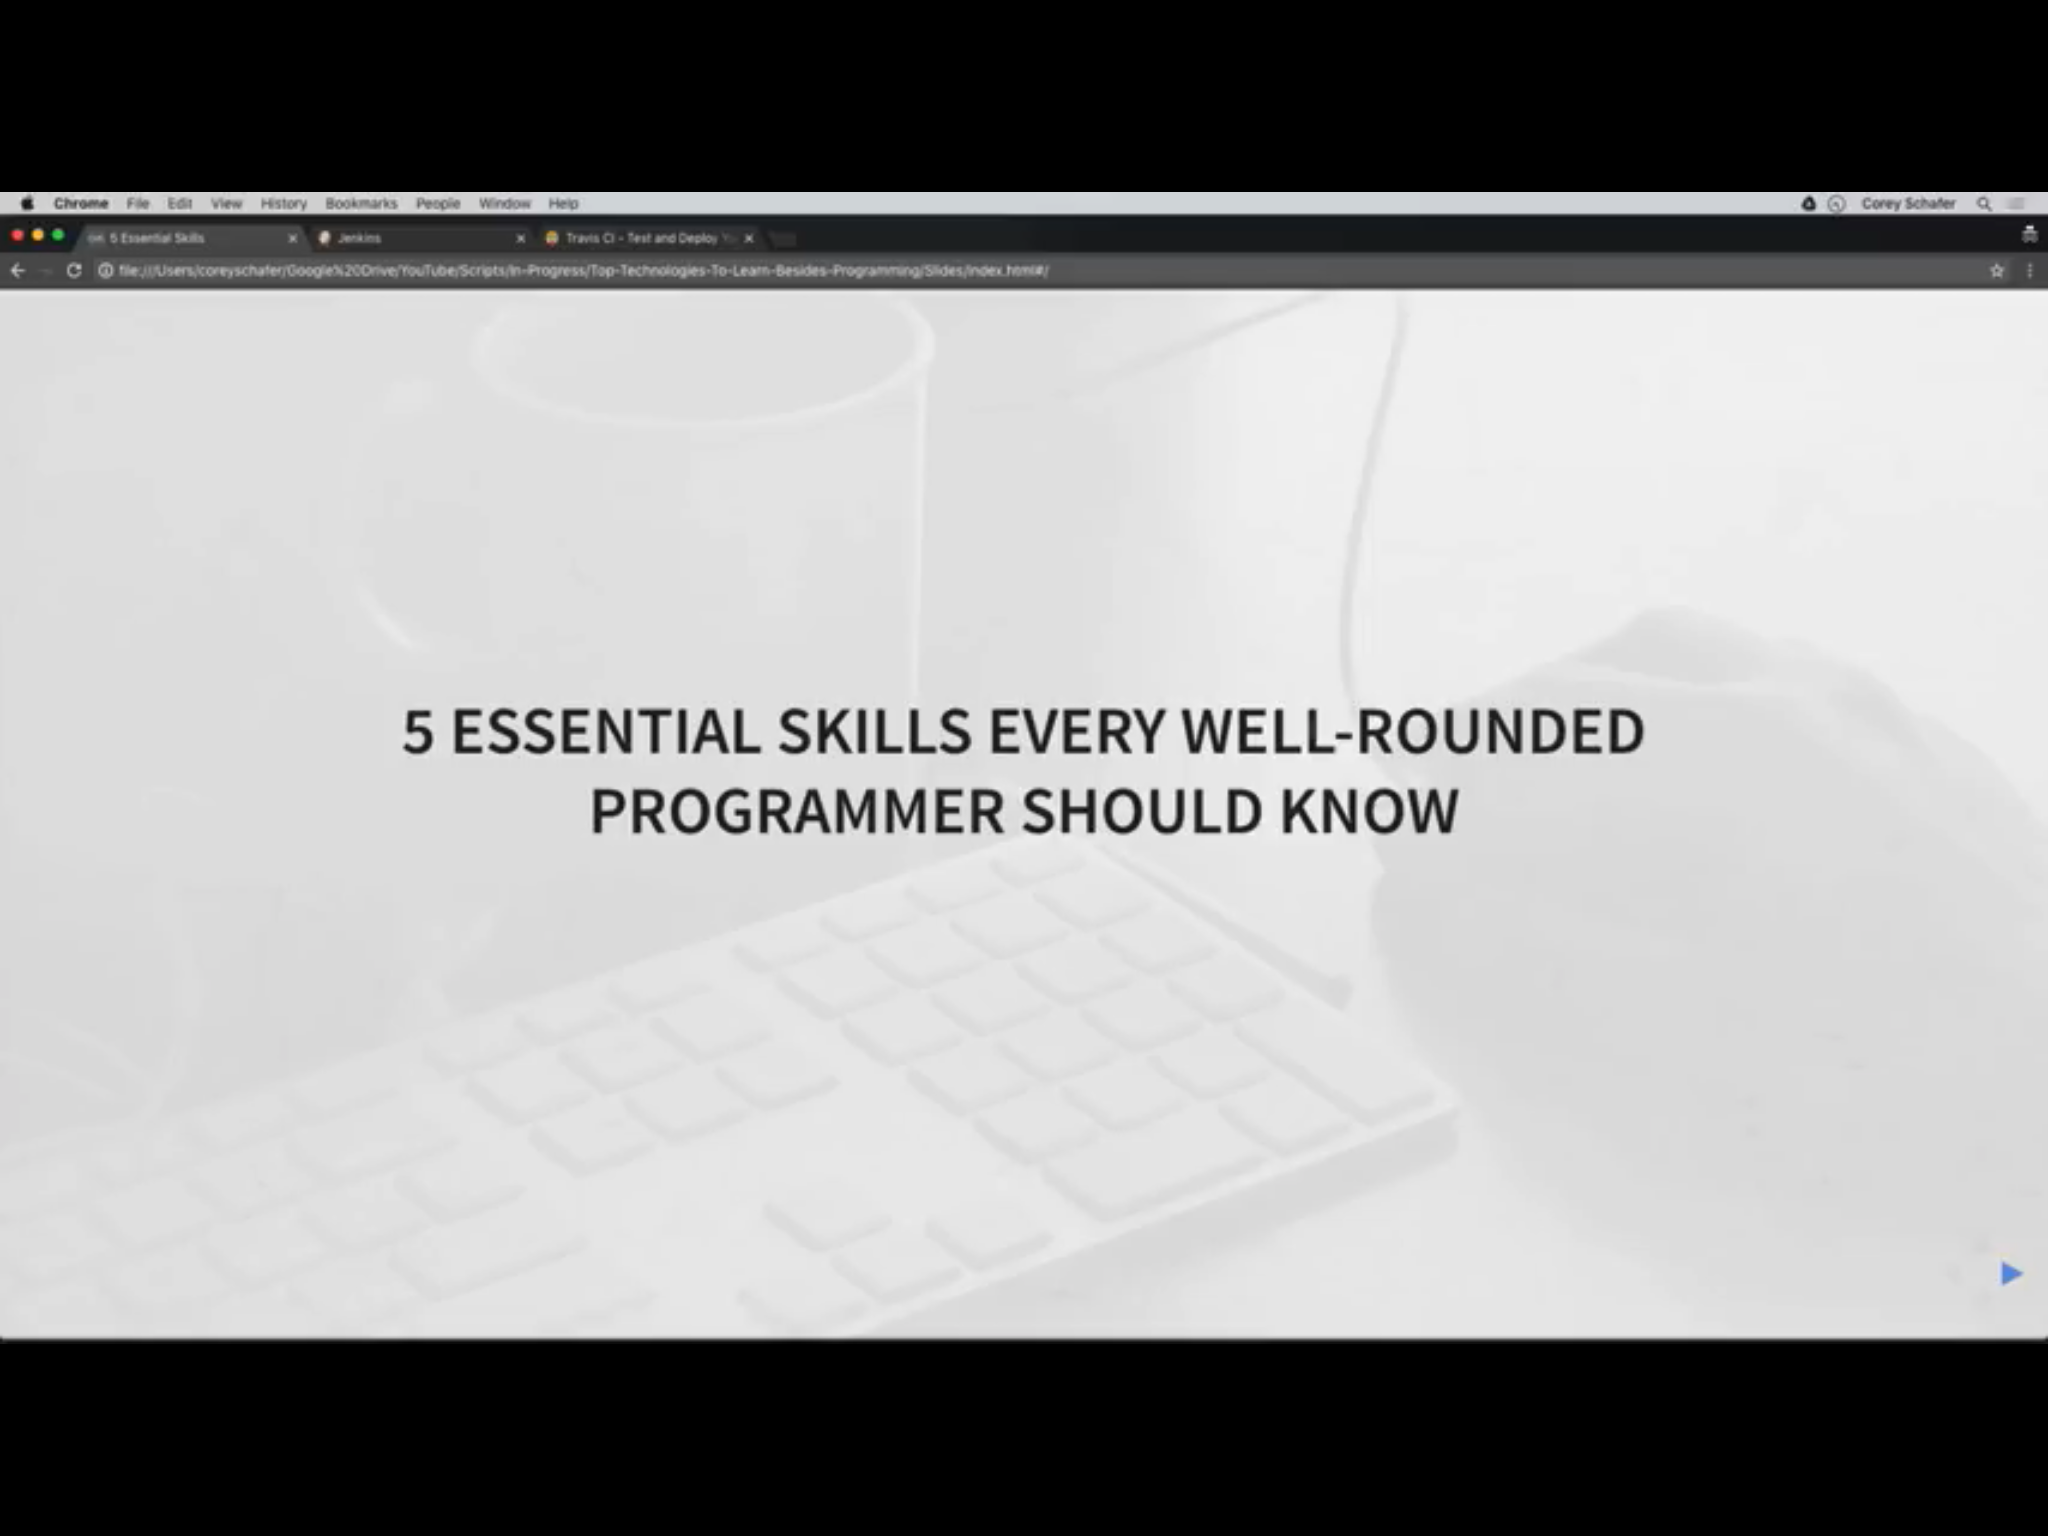 Chrome File Edit View History Bookmarks People Window Help Corey Schafer
5 Essential Skills Jenkins Travis CI - Test and Deploy
file:///Users/coreyschafer/Google%20Drive/YouTube/Scripts/In-Progress/Top-Technologies-To-Learn-Besides-Programming/Slides/index.html#/
5 ESSENTIAL SKILLS EVERY WELL-ROUNDED
PROGRAMMER SHOULD KNOW